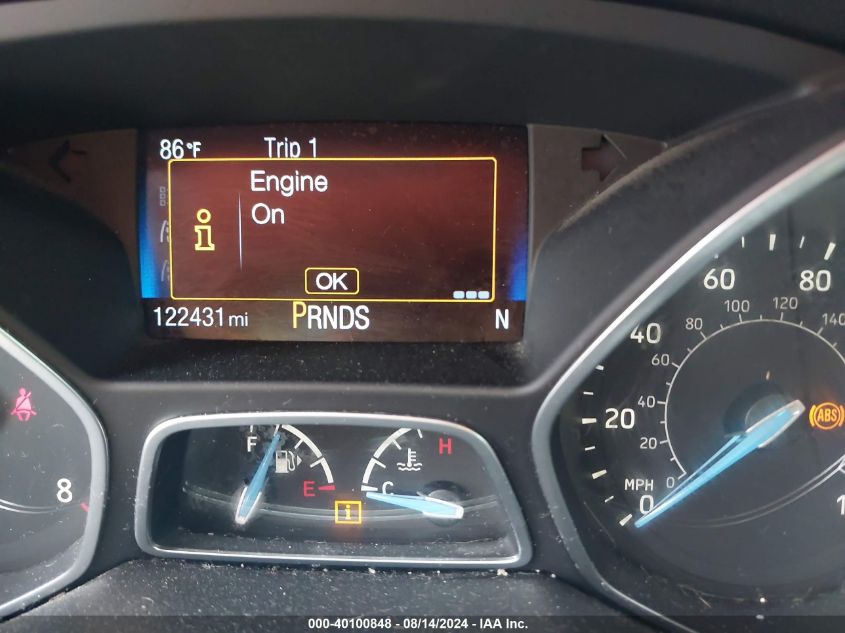 86°F Trip 1
Engine
On
i
OK
122431 mi PRNDS N
60 80
100 120 140
40 80
60
20 40
20
MPH 0
0
ABS
8
F E
C H
i
000-40100848 - 08/14/2024 - IAA Inc.